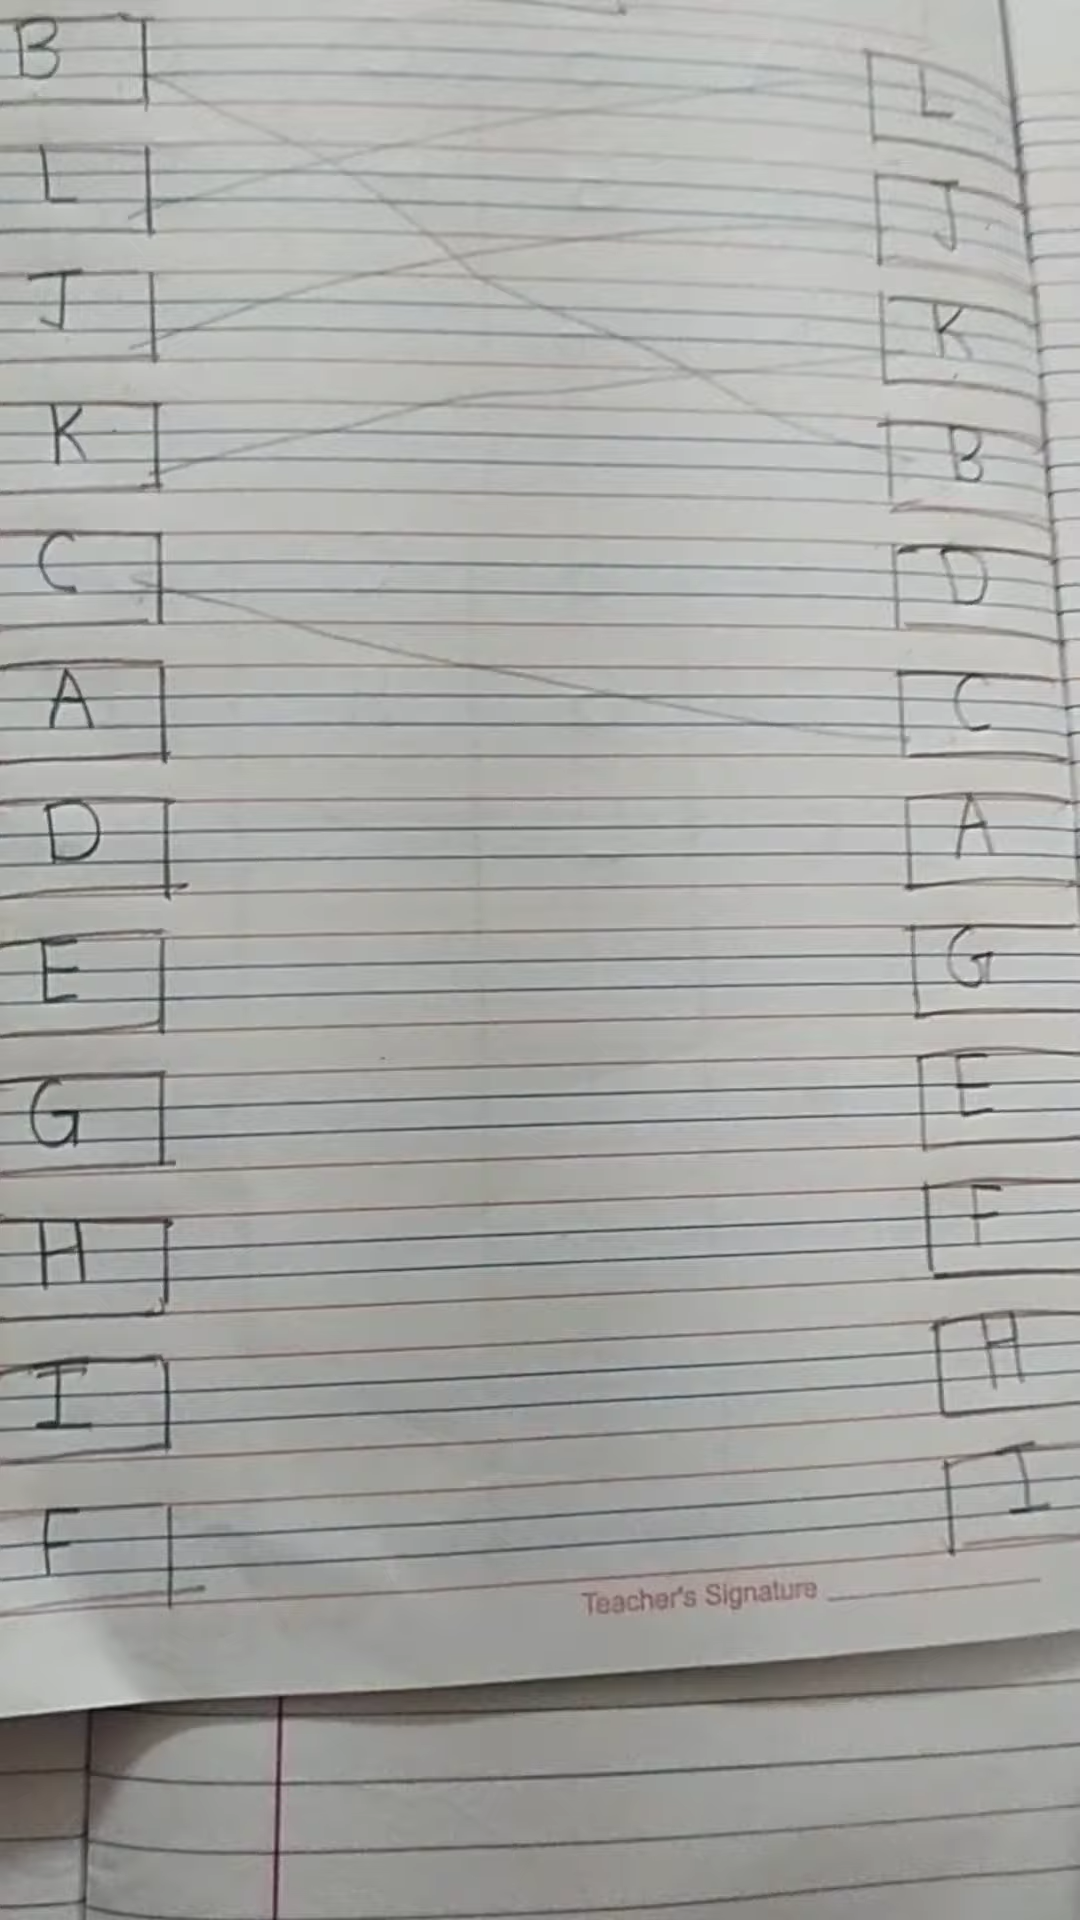 B L
L J
J K
K B
C D
A C
D A
E G
G E
H F
I H
F I
Teacher's Signature